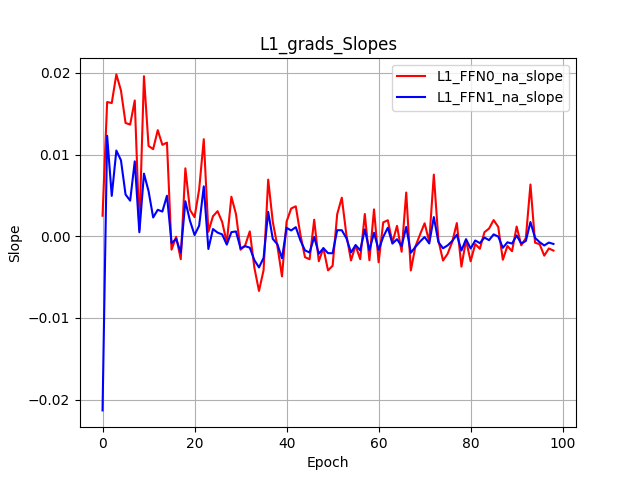 L1_grads_Slopes
L1_FFN0_na_slope
L1_FFN1_na_slope
0.02
0.01
0.00
−0.01
−0.02
Slope
0 20 40 60 80 100
Epoch